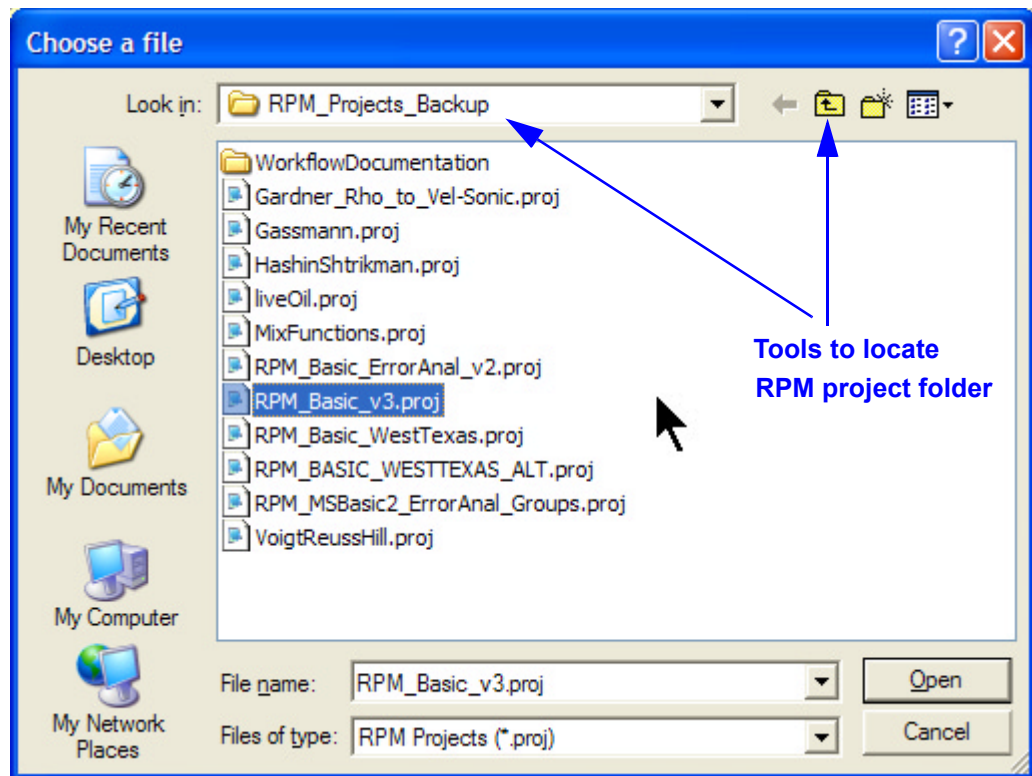 Choose a file
Look in: RPM_Projects_Backup
My Recent
Documents
Desktop
My Documents
My Computer
My Network
Places
WorkflowDocumentation
Gardner_Rho_to_Vel-Sonic.proj
Gassmann.proj
HashinShtrikman.proj
liveOil.proj
MixFunctions.proj
RPM_Basic_ErrorAnal_v2.proj
RPM_Basic_v3.proj
RPM_Basic_WestTexas.proj
RPM_BASIC_WESTTEXAS_ALT.proj
RPM_MSBasic2_ErrorAnal_Groups.proj
VoigtReussHill.proj
Tools to locate
RPM project folder
File name: RPM_Basic_v3.proj Open
Files of type: RPM Projects (*.proj) Cancel